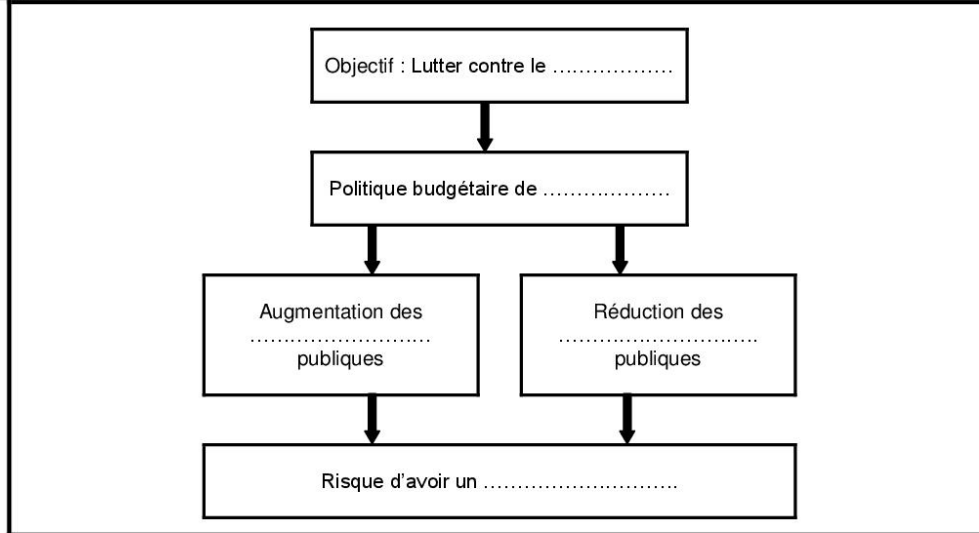 Objectif : Lutter contre le ………………
Politique budgétaire de ……………….
Augmentation des
………………………….
publiques
Réduction des
…………………………….
publiques
Risque d’avoir un …………………………..